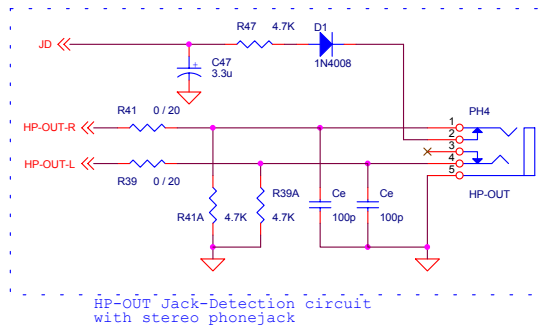 R47 4.7K D1
JD
1N4008
C47
3.3u
+
R41 0 / 20 PH4
HP-OUT-R 1
2
3
HP-OUT-L 4
5
R39 0 / 20 HP-OUT
R39A Ce Ce
R41A 4.7K 4.7K 100p 100p
HP-OUT Jack-Detection circuit
with stereo phonejack